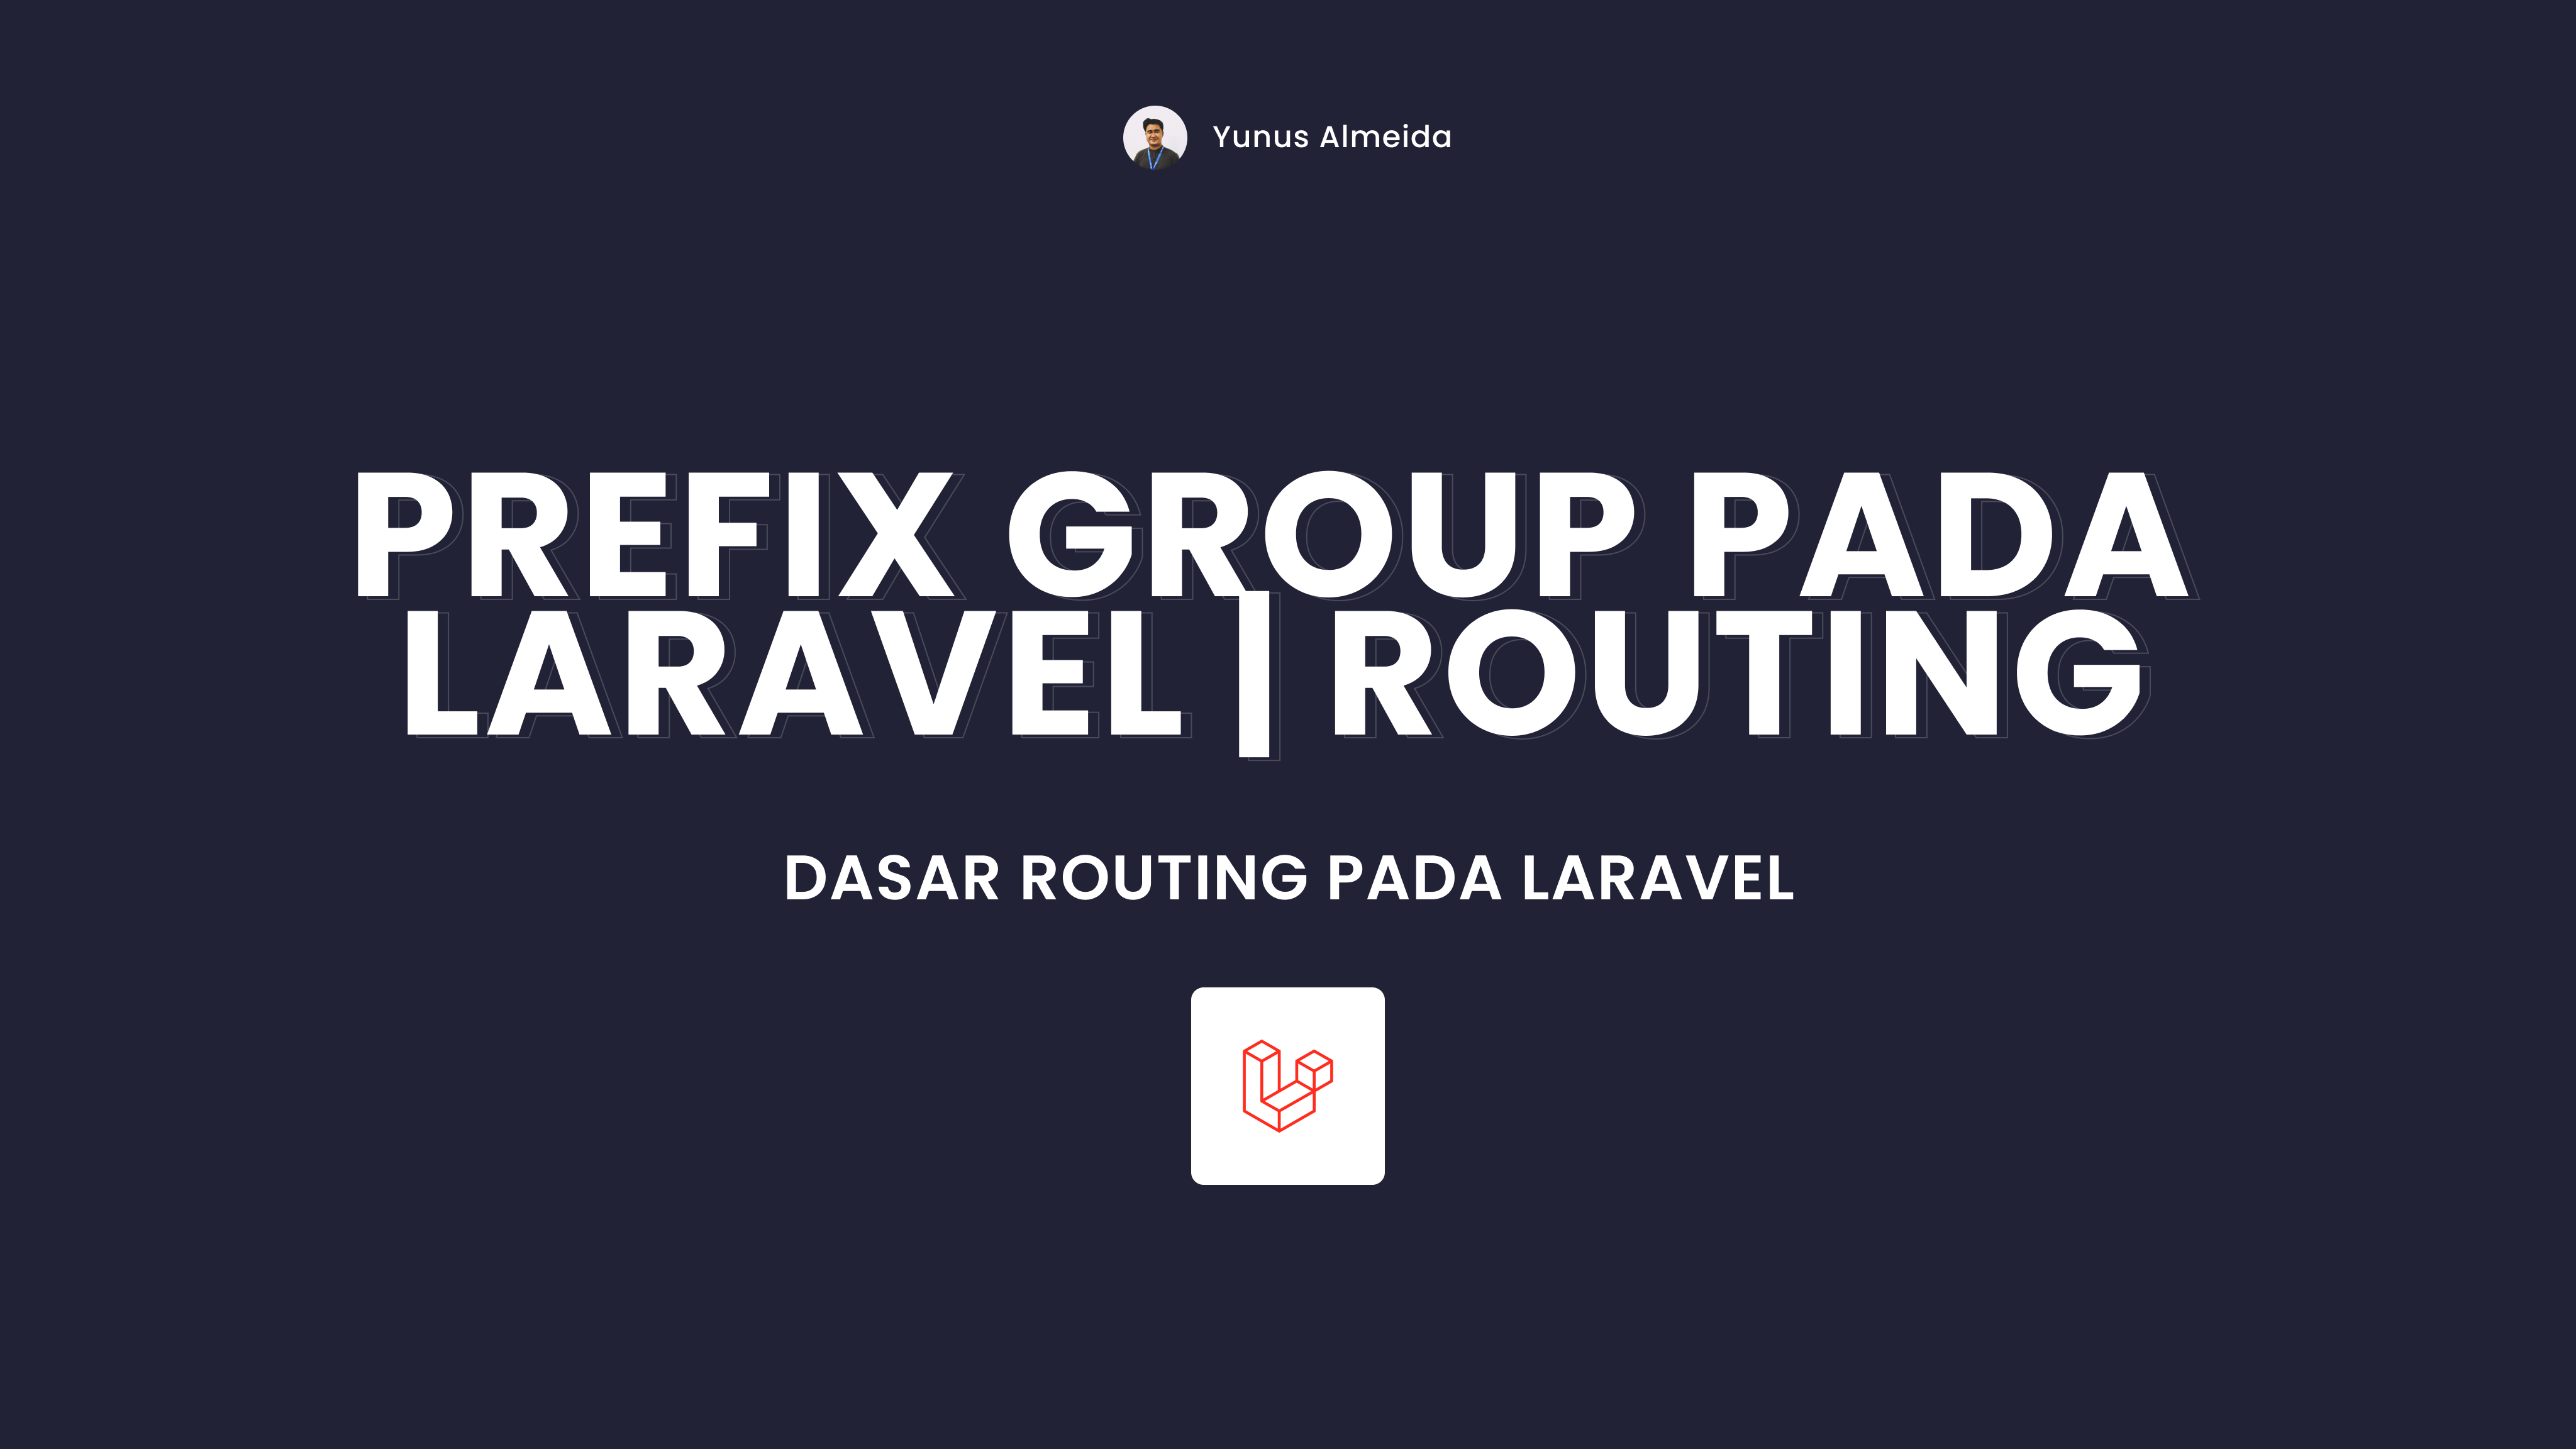 Yunus Almeida
PREFIX GROUP PADA
LARAVEL | ROUTING
DASAR ROUTING PADA LARAVEL